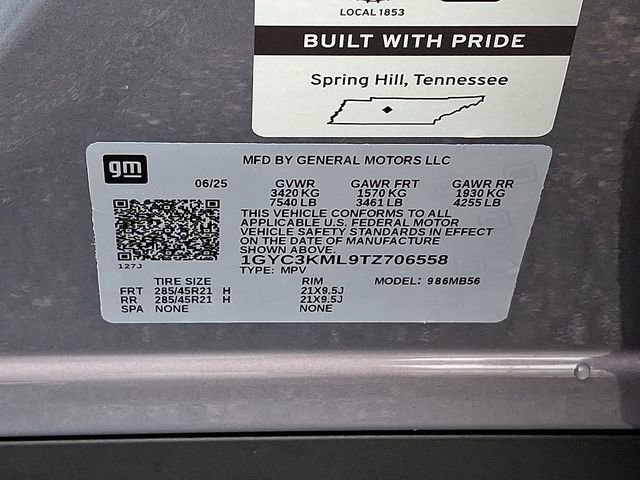 LOCAL 1853
BUILT WITH PRIDE
Spring Hill, Tennessee
gm
MFD BY GENERAL MOTORS LLC
06/25 GVWR GAWR FRT GAWR RR
3420 KG 1570 KG 1930 KG
7540 LB 3461 LB 4255 LB
THIS VEHICLE CONFORMS TO ALL
APPLICABLE U.S. FEDERAL MOTOR
VEHICLE SAFETY STANDARDS IN EFFECT
ON THE DATE OF MANUFACTURE
SHOWN ABOVE.
127J
1GYC3KML9TZ706558
TYPE: MPV MODEL: 986MB56
TIRE SIZE RIM
FRT 285/45R21 H 21X9.5J
RR 285/45R21 H 21X9.5J
SPA NONE NONE